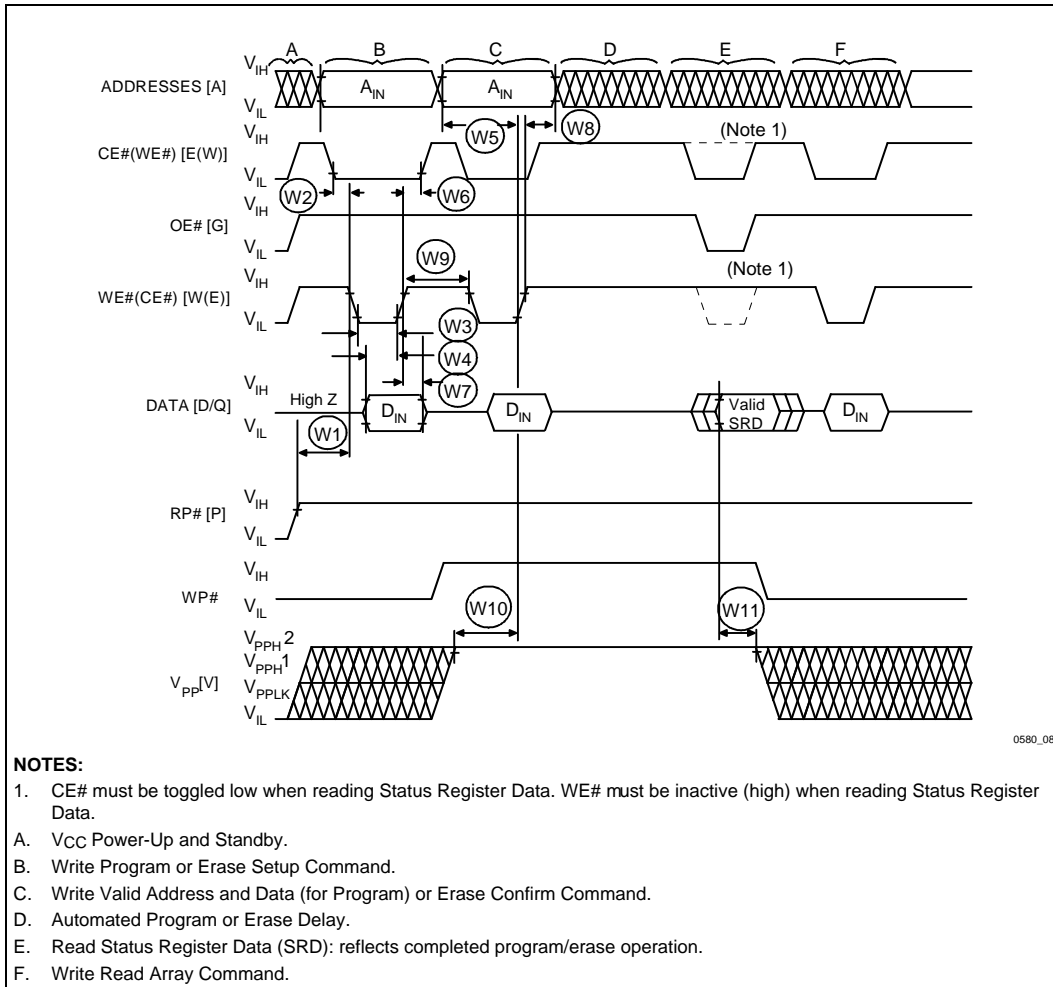 A B C D E F
VIH
ADDRESSES [A]
AIN AIN
VIL
W5 W8
VIH
(Note 1)
CE#(WE#) [E(W)]
VIL
W2 W6
VIH
OE# [G]
VIL
W9
VIH
(Note 1)
WE#(CE#) [W(E)]
VIL
W3
W4
W7
VIH
High Z
DATA [D/Q]
DIN DIN Valid SRD DIN
VIL
W1
VIH
RP# [P]
VIL
VIH
WP#
VIL
W10 W11
VPPH2
VPPH1
VPP[V]
VPPLK
VIL
0580_08
NOTES:
1. CE# must be toggled low when reading Status Register Data. WE# must be inactive (high) when reading Status Register
Data.
A. VCC Power-Up and Standby.
B. Write Program or Erase Setup Command.
C. Write Valid Address and Data (for Program) or Erase Confirm Command.
D. Automated Program or Erase Delay.
E. Read Status Register Data (SRD): reflects completed program/erase operation.
F. Write Read Array Command.